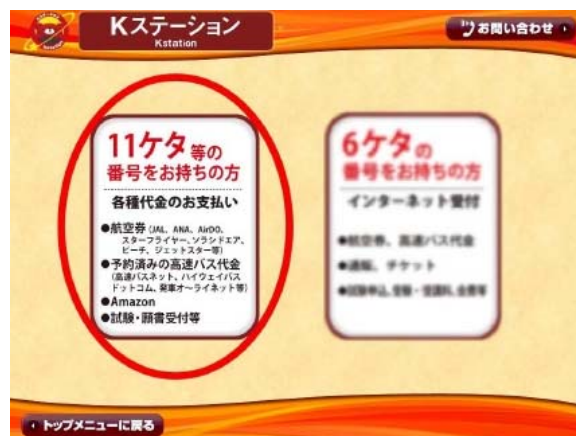 Kステーション
Kstation
お問い合わせ
11ケタ等の
番号をお持ちの方
各種代金のお支払い
●航空券(JAL、ANA、AirDO、
スターフライヤー、ソラシドエア、
ピーチ、ジェットスター等)
●予約済みの高速バス代金
(高速バスネット、ハイウェイバス
ドットコム、発車オ〜ライネット等)
●Amazon
●試験・願書受付等
6ケタの
番号をお持ちの方
インターネット受付
●航空券、高速バス代金
●通販、チケット
トップメニューに戻る